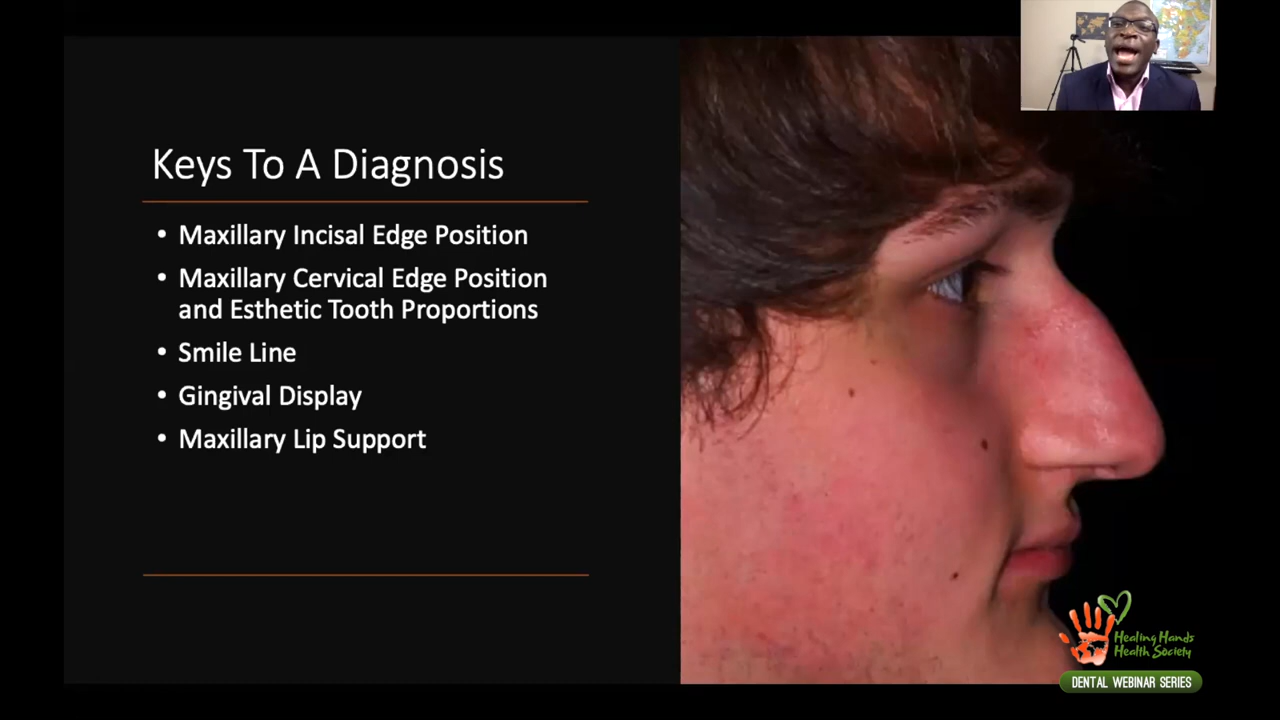 Keys To A Diagnosis
• Maxillary Incisal Edge Position
• Maxillary Cervical Edge Position
and Esthetic Tooth Proportions
• Smile Line
• Gingival Display
• Maxillary Lip Support
Healing Hands
Health Society
DENTAL WEBINAR SERIES